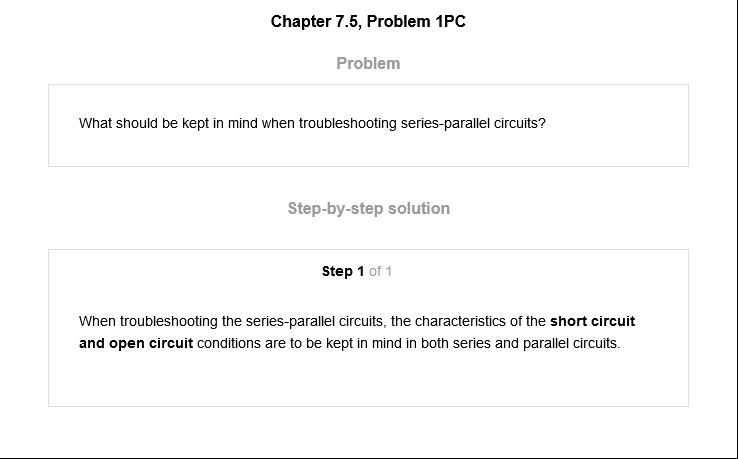 Chapter 7.5, Problem 1PC
Problem
What should be kept in mind when troubleshooting series-parallel circuits?
Step-by-step solution
Step 1 of 1
When troubleshooting the series-parallel circuits, the characteristics of the short circuit
and open circuit conditions are to be kept in mind in both series and parallel circuits.